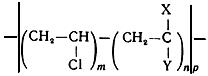 X
(CH₂-CH)ₘ(CH₂-C)ₙ p
Cl Y